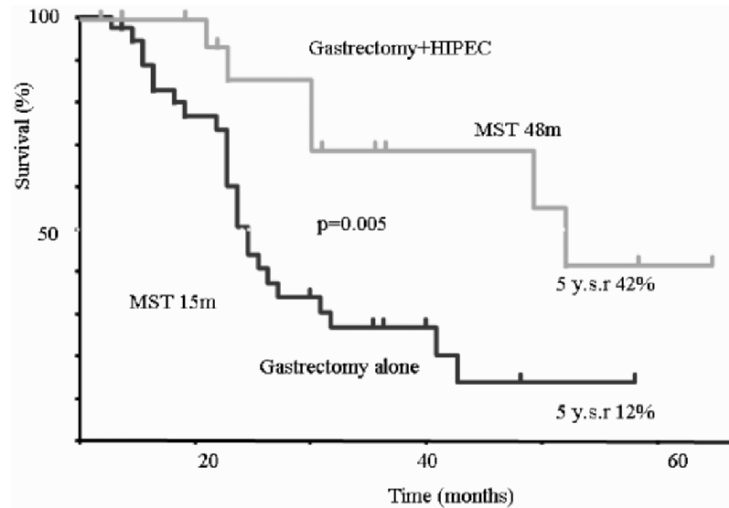 100
Gastrectomy+HIPEC
MST 48m
Survival (%)
50
p=0.005
5 y.s.r 42%
MST 15m
Gastrectomy alone
5 y.s.r 12%
20
40
60
Time (months)